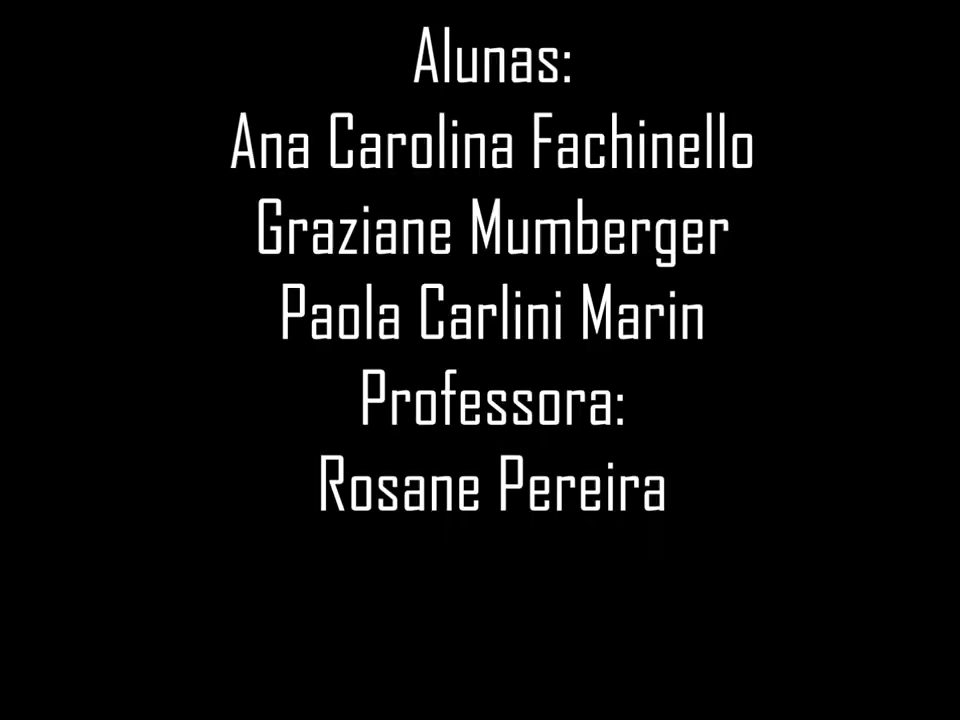 Alunas:
Ana Carolina Fachinello
Graziane Mumberger
Paola Carlini Marin
Professora:
Rosane Pereira